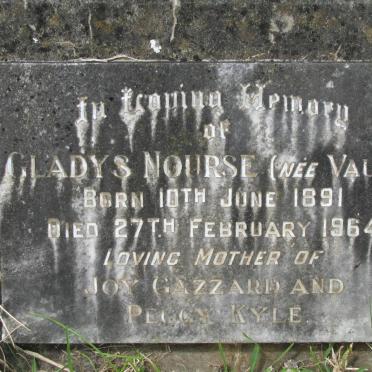 In Loving Memory
of
GLADYS NOURSE (NÉE VAU
BORN 10TH JUNE 1891
DIED 27TH FEBRUARY 1964
LOVING MOTHER OF
JOY GAZZARD AND
PEGGY KYLE